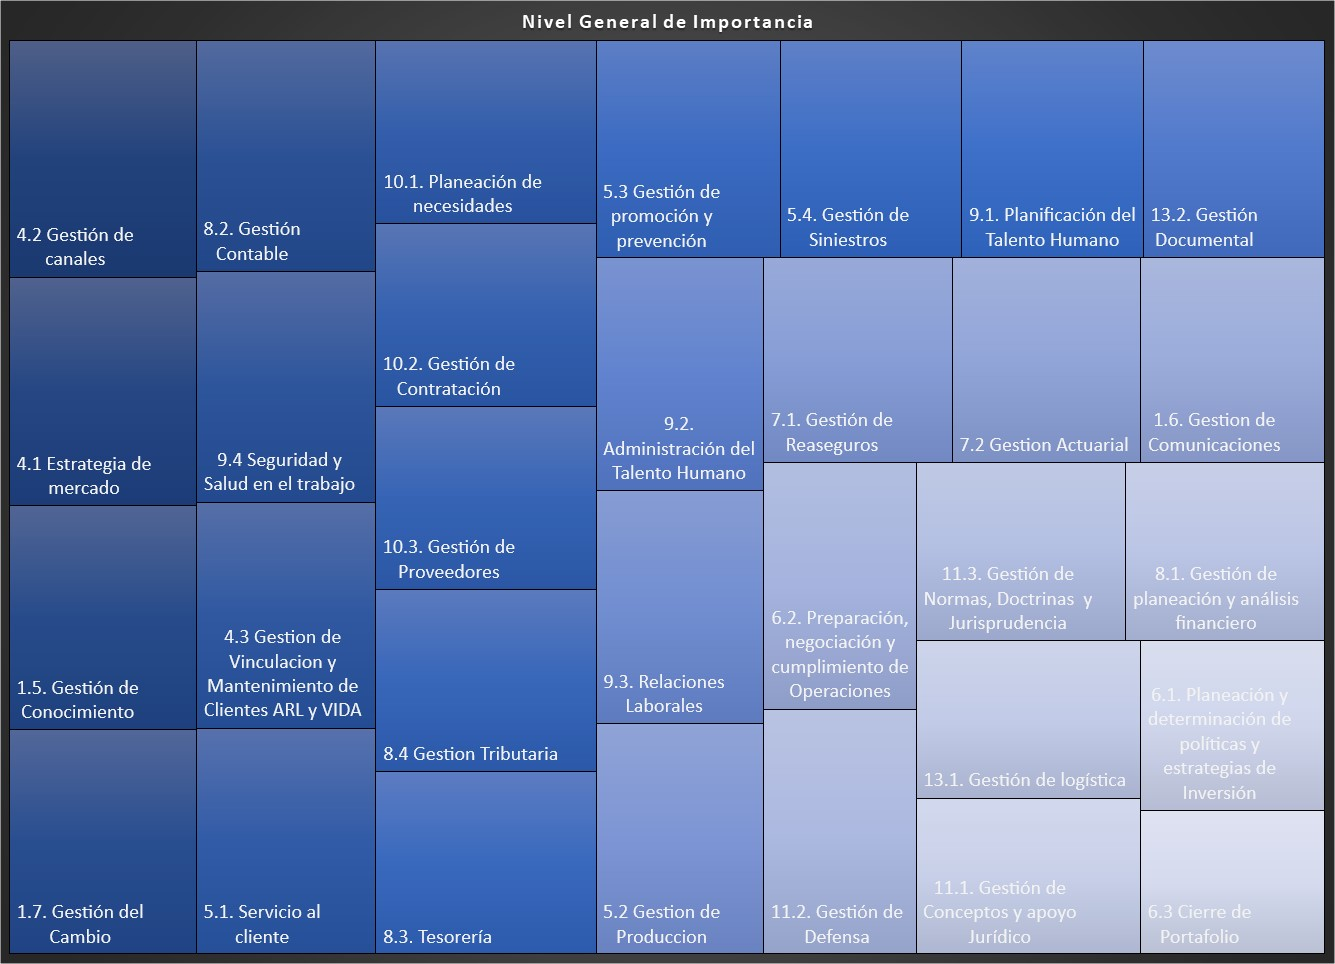 Nivel General de Importancia
4.2 Gestión de
canales
4.1 Estrategia de
mercado
1.5. Gestión de
Conocimiento
1.7. Gestión del
Cambio
8.2. Gestión
Contable
9.4 Seguridad y
Salud en el trabajo
4.3 Gestion de
Vinculacion y
Mantenimiento de
Clientes ARL y VIDA
5.1. Servicio al
cliente
10.1. Planeación de
necesidades
10.2. Gestión de
Contratación
10.3. Gestión de
Proveedores
8.4 Gestion Tributaria
8.3. Tesorería
5.3 Gestión de
promoción y
prevención
5.4. Gestión de
Siniestros
9.1. Planificación del
Talento Humano
13.2. Gestión
Documental
9.2.
Administración del
Talento Humano
9.3. Relaciones
Laborales
5.2 Gestion de
Produccion
7.1. Gestión de
Reaseguros
7.2 Gestion Actuarial
1.6. Gestion de
Comunicaciones
6.2. Preparación,
negociación y
cumplimiento de
Operaciones
11.2. Gestión de
Defensa
11.3. Gestión de
Normas, Doctrinas y
Jurisprudencia
8.1. Gestión de
planeación y análisis
financiero
13.1. Gestión de logística
11.1. Gestión de
Conceptos y apoyo
Jurídico
6.1. Planeación y
determinación de
políticas y
estrategias de
Inversión
6.3 Cierre de
Portafolio